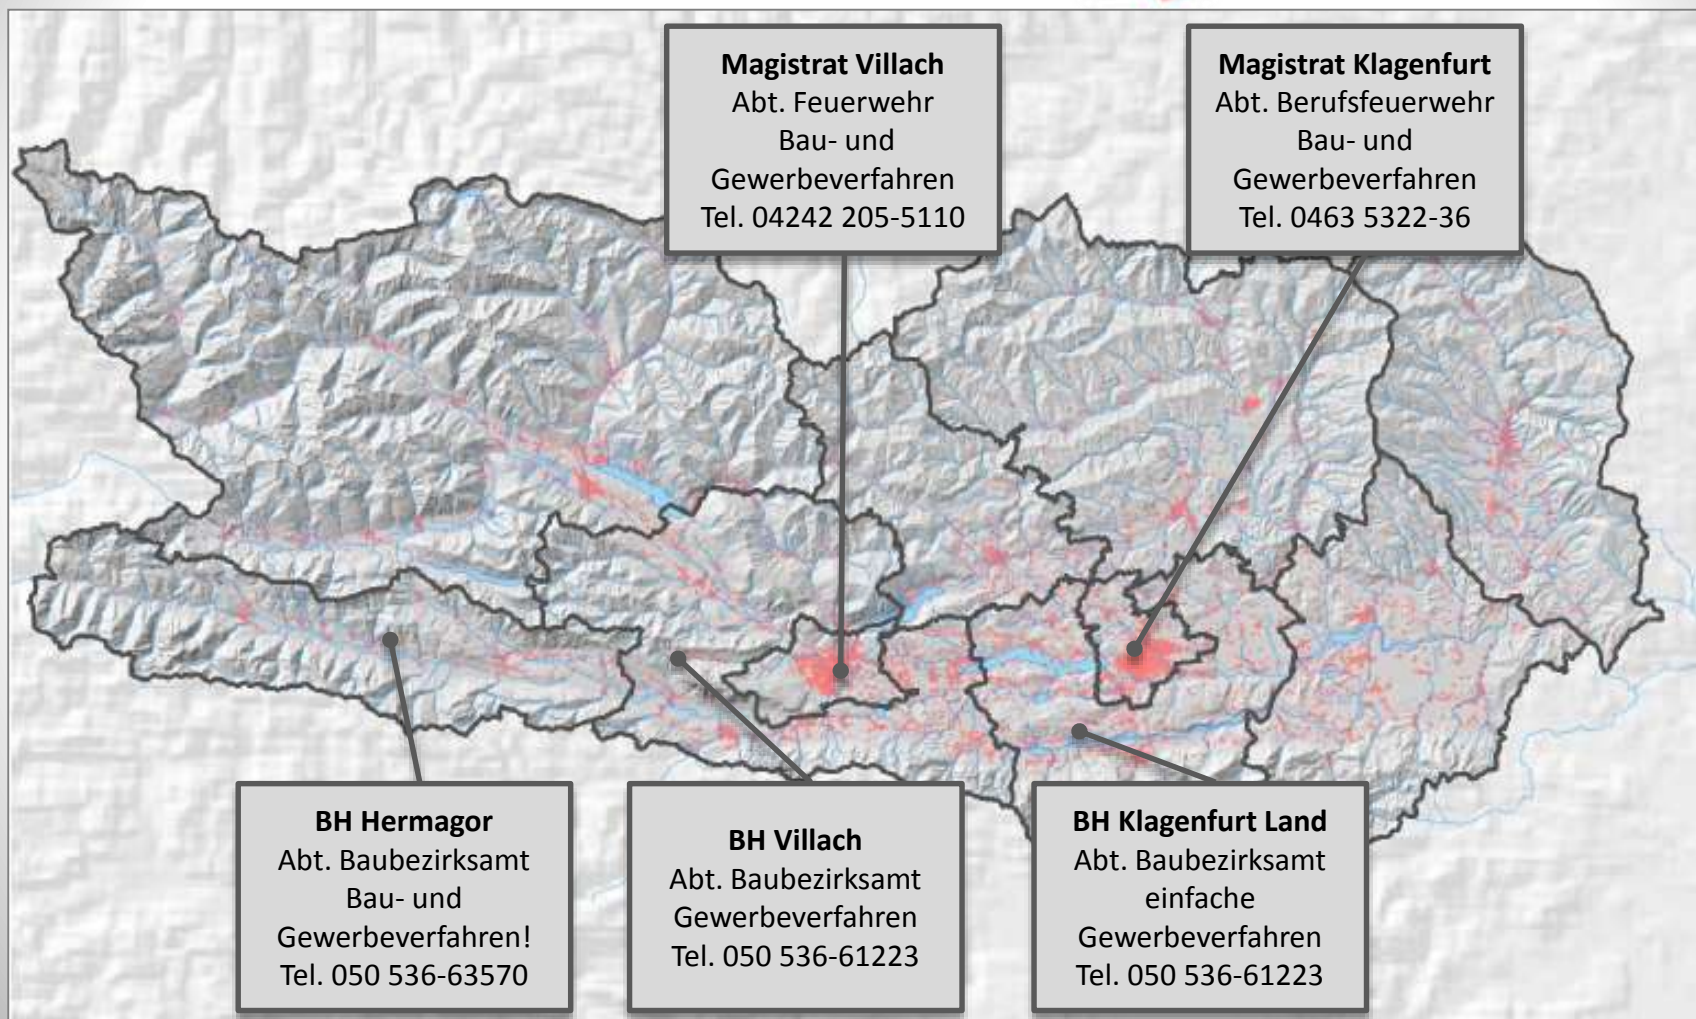 Magistrat Villach
Abt. Feuerwehr
Bau- und
Gewerbeverfahren
Tel. 04242 205-5110
Magistrat Klagenfurt
Abt. Berufsfeuerwehr
Bau- und
Gewerbeverfahren
Tel. 0463 5322-36
BH Hermagor
Abt. Baubezirksamt
Bau- und
Gewerbeverfahren!
Tel. 050 536-63570
BH Villach
Abt. Baubezirksamt
Gewerbeverfahren
Tel. 050 536-61223
BH Klagenfurt Land
Abt. Baubezirksamt
einfache
Gewerbeverfahren
Tel. 050 536-61223